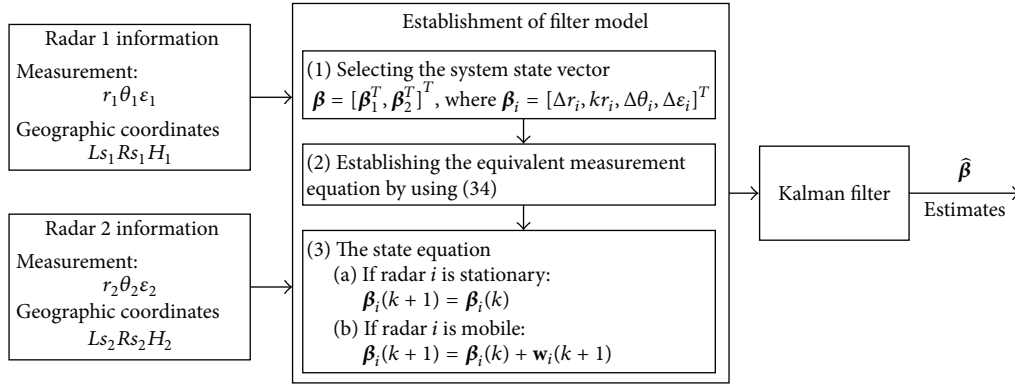 Radar 1 information
Measurement:
r₁θ₁ε₁
Geographic coordinates
Ls₁Rs₁H₁
Radar 2 information
Measurement:
r₂θ₂ε₂
Geographic coordinates
Ls₂Rs₂H₂
Establishment of filter model
(1) Selecting the system state vector
β = [β₁ᵀ, β₂ᵀ]ᵀ, where βᵢ = [Δrᵢ, krᵢ, Δθᵢ, Δεᵢ]ᵀ
(2) Establishing the equivalent measurement
equation by using (34)
(3) The state equation
(a) If radar i is stationary:
βᵢ(k + 1) = βᵢ(k)
(b) If radar i is mobile:
βᵢ(k + 1) = βᵢ(k) + wᵢ(k + 1)
Kalman filter
β̂
Estimates